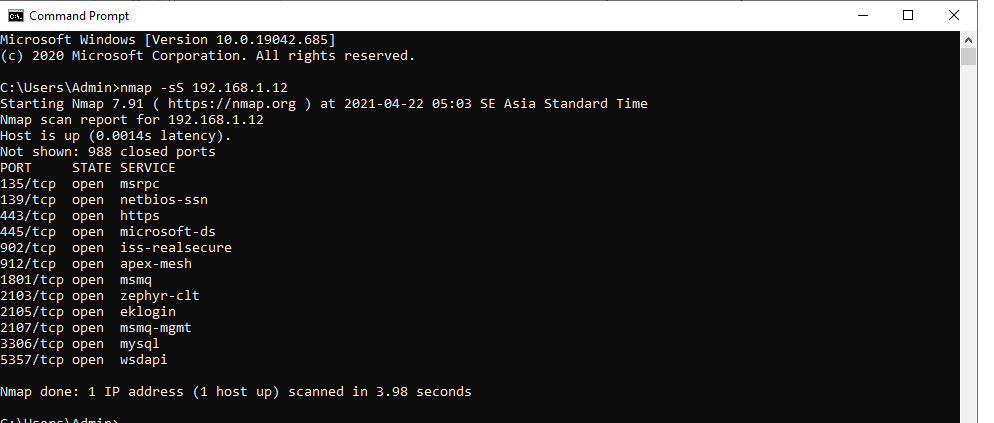 Command Prompt
Microsoft Windows [Version 10.0.19042.685]
(c) 2020 Microsoft Corporation. All rights reserved.
C:\Users\Admin>nmap -sS 192.168.1.12
Starting Nmap 7.91 ( https://nmap.org ) at 2021-04-22 05:03 SE Asia Standard Time
Nmap scan report for 192.168.1.12
Host is up (0.0014s latency).
Not shown: 988 closed ports
PORT     STATE SERVICE
135/tcp  open  msrpc
139/tcp  open  netbios-ssn
443/tcp  open  https
445/tcp  open  microsoft-ds
902/tcp  open  iss-realsecure
912/tcp  open  apex-mesh
1801/tcp open  msmq
2103/tcp open  zephyr-clt
2105/tcp open  eklogin
2107/tcp open  msmq-mgmt
3306/tcp open  mysql
5357/tcp open  wsdapi
Nmap done: 1 IP address (1 host up) scanned in 3.98 seconds
C:\Users\Admin>